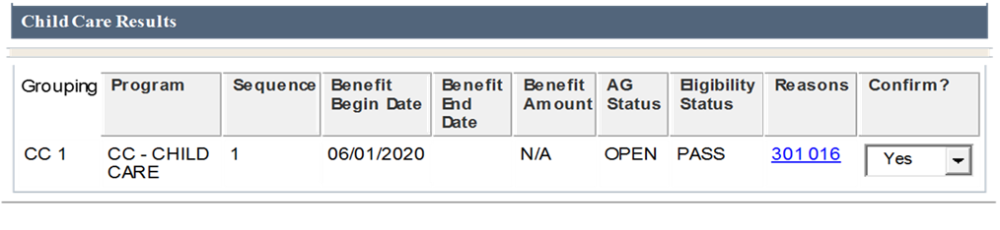 Child Care Results
Grouping Program Sequence Benefit Begin Date Benefit End Date Benefit Amount AG Status Eligibility Status Reasons Confirm?
CC 1 CC - CHILD CARE 1 06/01/2020 N/A OPEN PASS 301 016 Yes